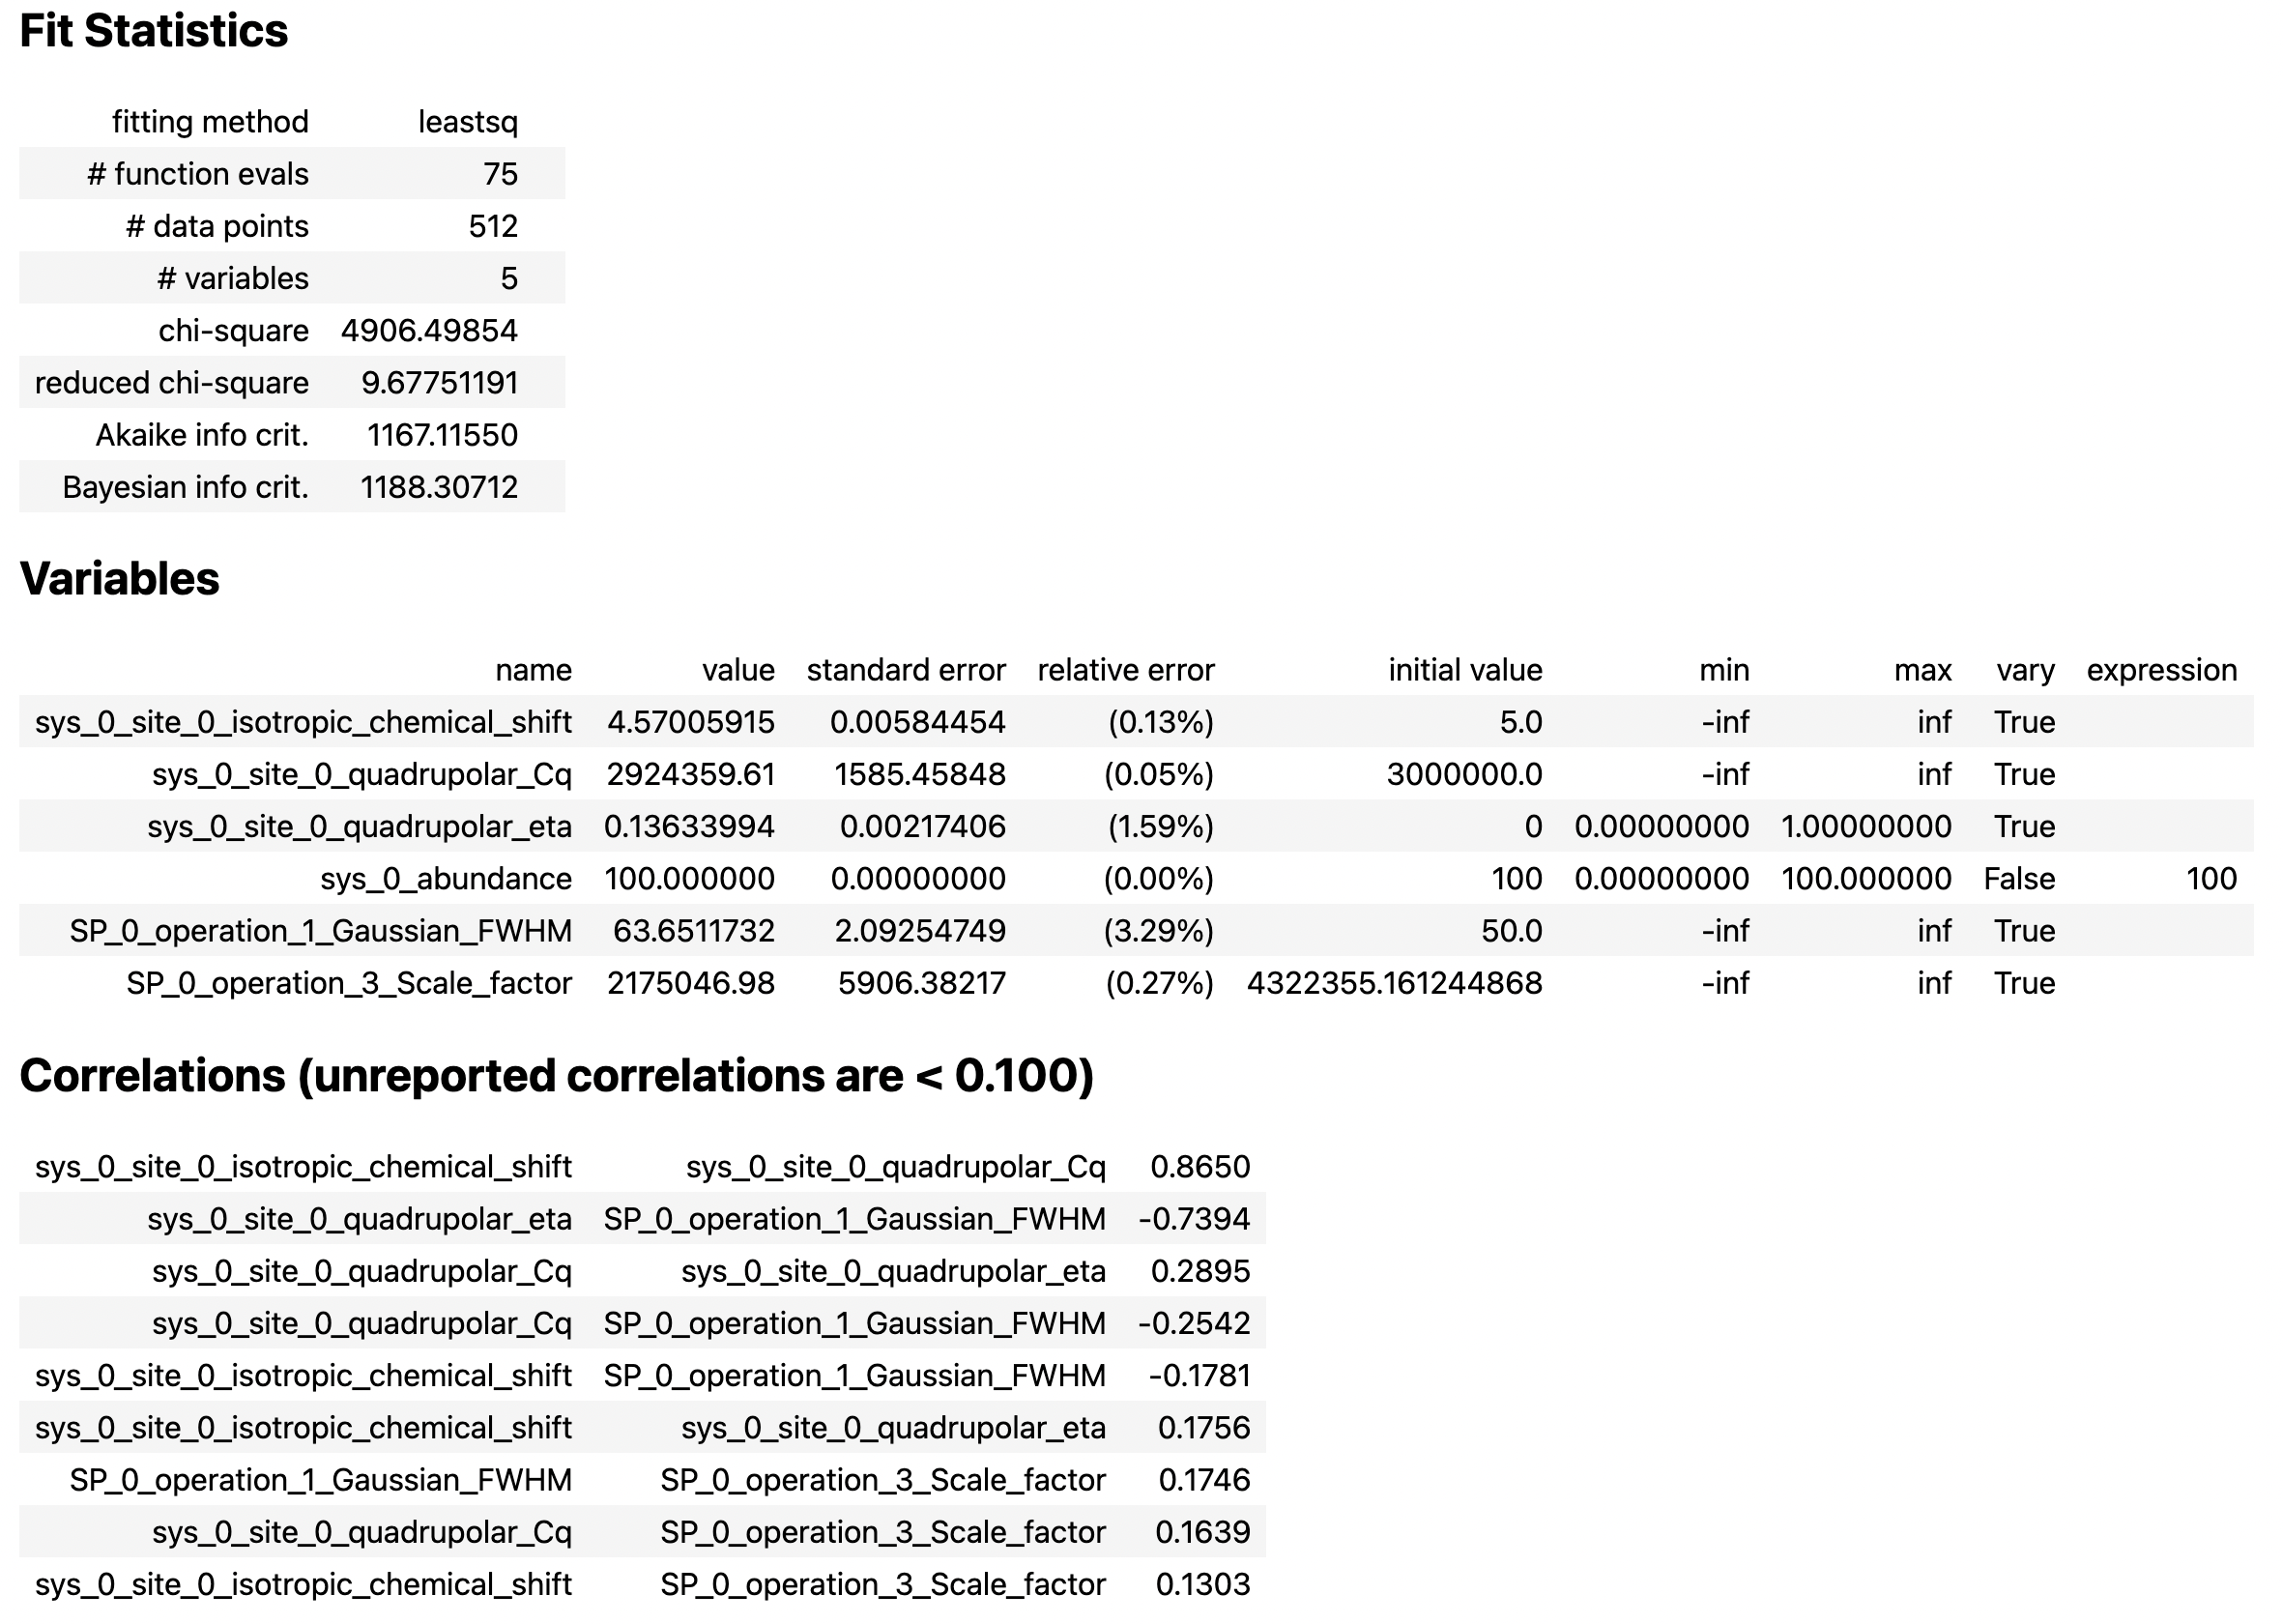 Fit Statistics
fitting method leastsq
# function evals 75
# data points 512
# variables 5
chi-square 4906.49854
reduced chi-square 9.67751191
Akaike info crit. 1167.11550
Bayesian info crit. 1188.30712
Variables
name value standard error relative error initial value min max vary expression
sys_0_site_0_isotropic_chemical_shift 4.57005915 0.00584454 (0.13%) 5.0 -inf inf True
sys_0_site_0_quadrupolar_Cq 2924359.61 1585.45848 (0.05%) 3000000.0 -inf inf True
sys_0_site_0_quadrupolar_eta 0.13633994 0.00217406 (1.59%) 0 0.00000000 1.00000000 True
sys_0_abundance 100.000000 0.00000000 (0.00%) 100 0.00000000 100.000000 False 100
SP_0_operation_1_Gaussian_FWHM 63.6511732 2.09254749 (3.29%) 50.0 -inf inf True
SP_0_operation_3_Scale_factor 2175046.98 5906.38217 (0.27%) 4322355.161244868 -inf inf True
Correlations (unreported correlations are < 0.100)
sys_0_site_0_isotropic_chemical_shift sys_0_site_0_quadrupolar_Cq 0.8650
sys_0_site_0_quadrupolar_eta SP_0_operation_1_Gaussian_FWHM -0.7394
sys_0_site_0_quadrupolar_Cq sys_0_site_0_quadrupolar_eta 0.2895
sys_0_site_0_quadrupolar_Cq SP_0_operation_1_Gaussian_FWHM -0.2542
sys_0_site_0_isotropic_chemical_shift SP_0_operation_1_Gaussian_FWHM -0.1781
sys_0_site_0_isotropic_chemical_shift sys_0_site_0_quadrupolar_eta 0.1756
SP_0_operation_1_Gaussian_FWHM SP_0_operation_3_Scale_factor 0.1746
sys_0_site_0_quadrupolar_Cq SP_0_operation_3_Scale_factor 0.1639
sys_0_site_0_isotropic_chemical_shift SP_0_operation_3_Scale_factor 0.1303